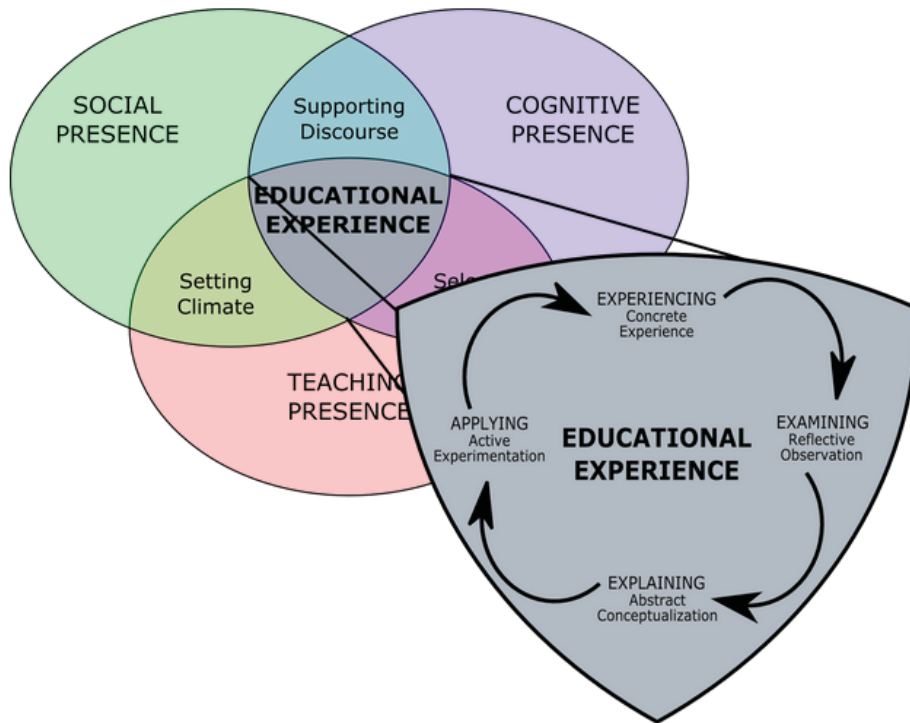 SOCIAL
PRESENCE
Supporting
Discourse
COGNITIVE
PRESENCE
EDUCATIONAL
EXPERIENCE
Setting
Climate
TEACHING
PRESENCE
EXPERIENCING
Concrete
Experience
EXAMINING
Reflective
Observation
EXPLAINING
Abstract
Conceptualization
APPLYING
Active
Experimentation
EDUCATIONAL
EXPERIENCE